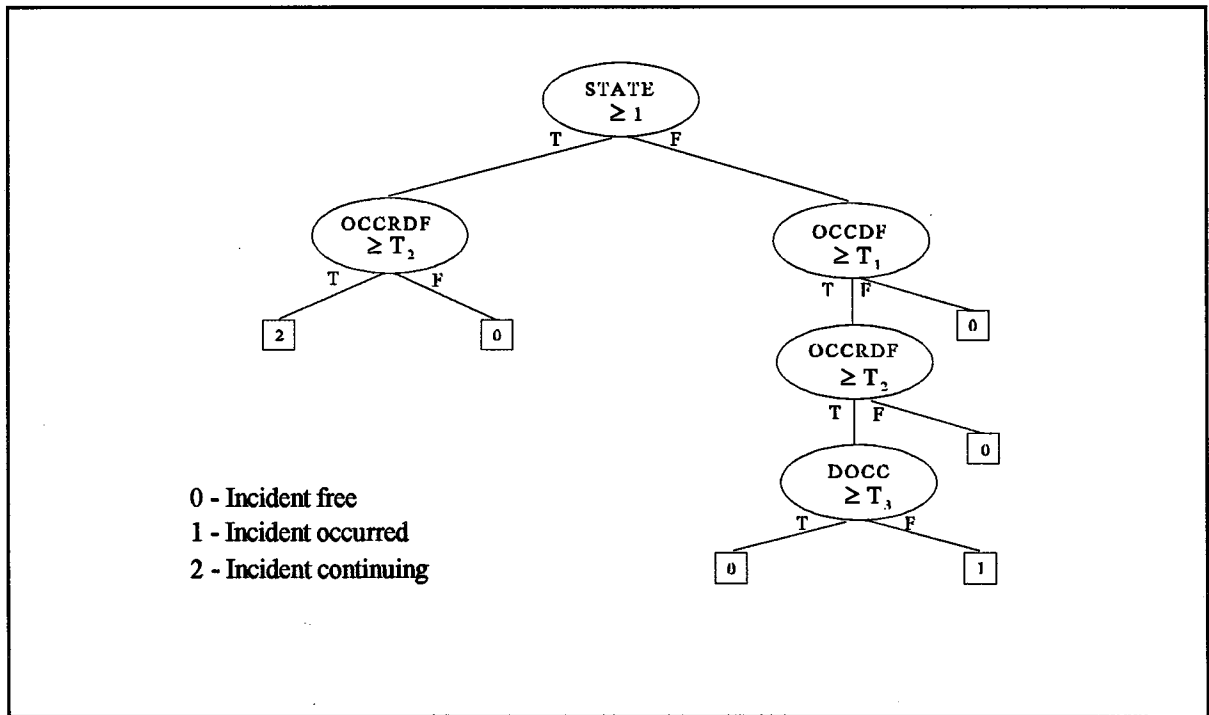 STATE
≥ 1
T F
OCCRDF
≥ T₂
OCCDF
≥ T₁
T F
T F
2
0
0
OCCRDF
≥ T₂
T F
0
DOCC
≥ T₃
T F
0
1
0 - Incident free
1 - Incident occurred
2 - Incident continuing